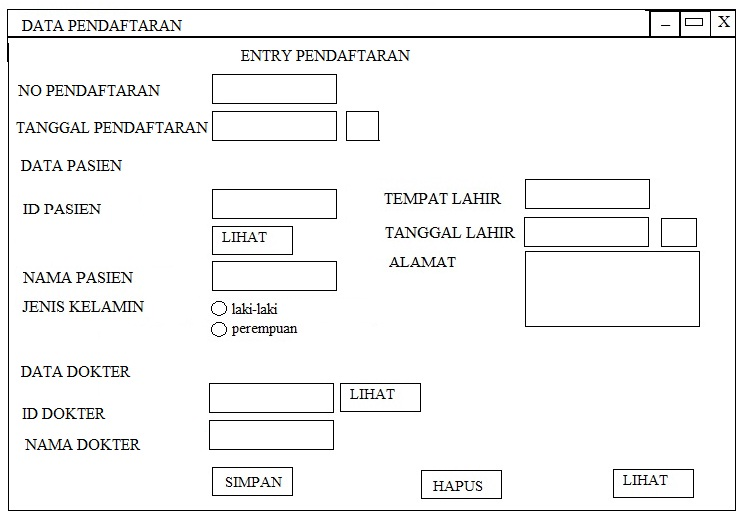 DATA PENDAFTARAN
X
ENTRY PENDAFTARAN
NO PENDAFTARAN
TANGGAL PENDAFTARAN
DATA PASIEN
ID PASIEN
TEMPAT LAHIR
LIHAT
TANGGAL LAHIR
ALAMAT
NAMA PASIEN
JENIS KELAMIN
laki-laki
perempuan
DATA DOKTER
LIHAT
ID DOKTER
NAMA DOKTER
SIMPAN
HAPUS
LIHAT